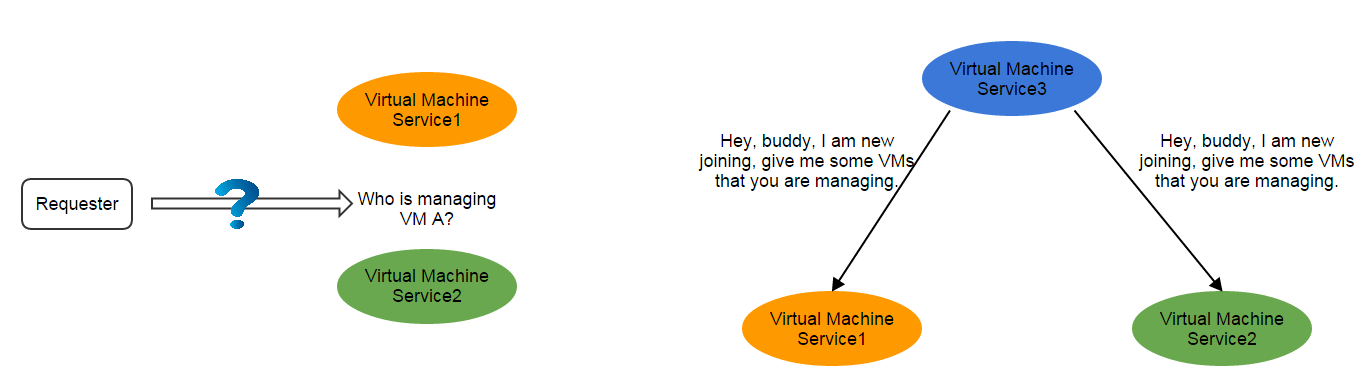 Virtual Machine
Service1
Requester
?
Who is managing
VM A?
Virtual Machine
Service2
Virtual Machine
Service3
Hey, buddy, I am new
joining, give me some VMs
that you are managing.
Hey, buddy, I am new
joining, give me some VMs
that you are managing.
Virtual Machine
Service1
Virtual Machine
Service2